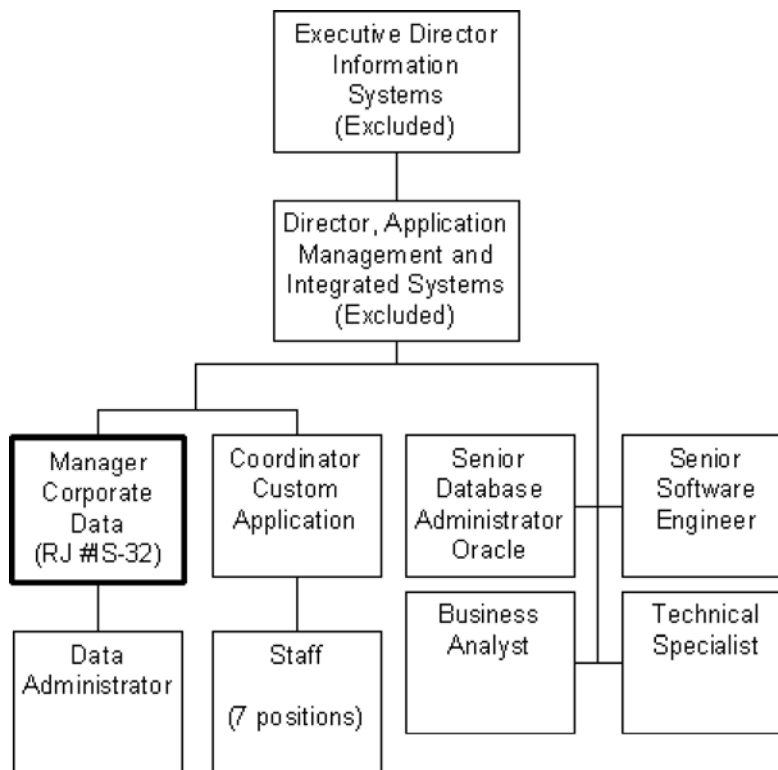 Executive Director
Information
Systems
(Excluded)
Director, Application
Management and
Integrated Systems
(Excluded)
Manager
Corporate
Data
(RJ #IS-32)
Coordinator
Custom
Application
Senior
Database
Administrator
Oracle
Senior
Software
Engineer
Data
Administrator
Staff
(7 positions)
Business
Analyst
Technical
Specialist